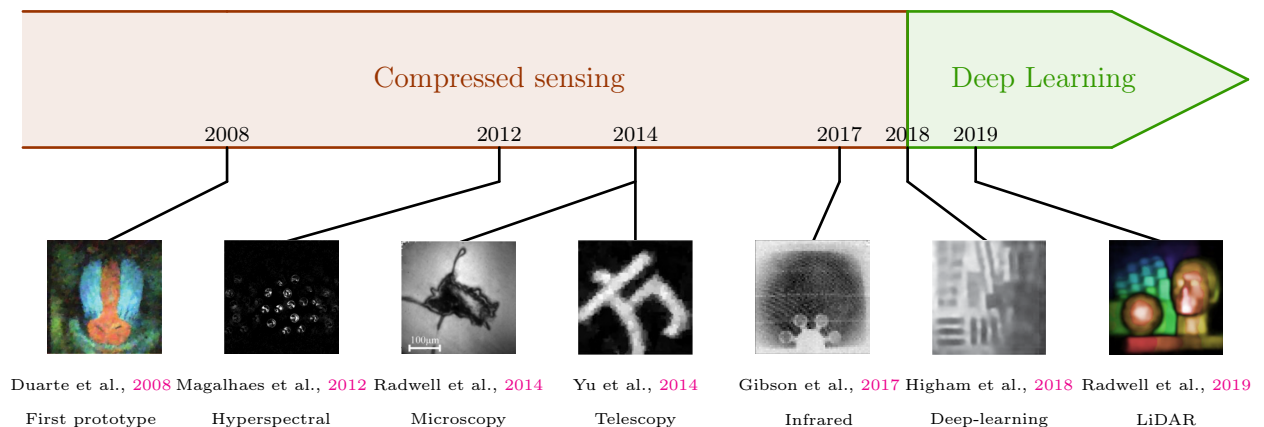 Compressed sensing
Deep Learning
2008
2012
2014
2017
2018
2019
100μm
Duarte et al., 2008
Magalhaes et al., 2012
Radwell et al., 2014
Yu et al., 2014
Gibson et al., 2017
Higham et al., 2018
Radwell et al., 2019
First prototype
Hyperspectral
Microscopy
Telescopy
Infrared
Deep-learning
LiDAR